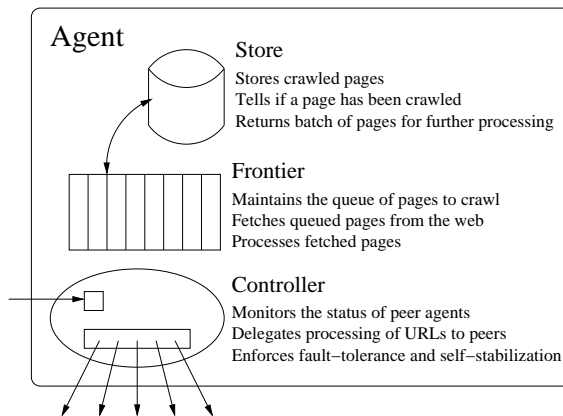 Agent
Store
Stores crawled pages
Tells if a page has been crawled
Returns batch of pages for further processing
Frontier
Maintains the queue of pages to crawl
Fetches queued pages from the web
Processes fetched pages
Controller
Monitors the status of peer agents
Delegates processing of URLs to peers
Enforces fault−tolerance and self−stabilization